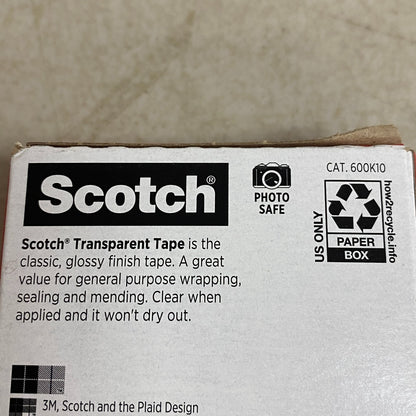 Scotch®
PHOTO
SAFE
CAT. 600K10
US ONLY
PAPER
BOX
how2recycle.info
Scotch® Transparent Tape is the
classic, glossy finish tape. A great
value for general purpose wrapping,
sealing and mending. Clear when
applied and it won't dry out.
3M, Scotch and the Plaid Design